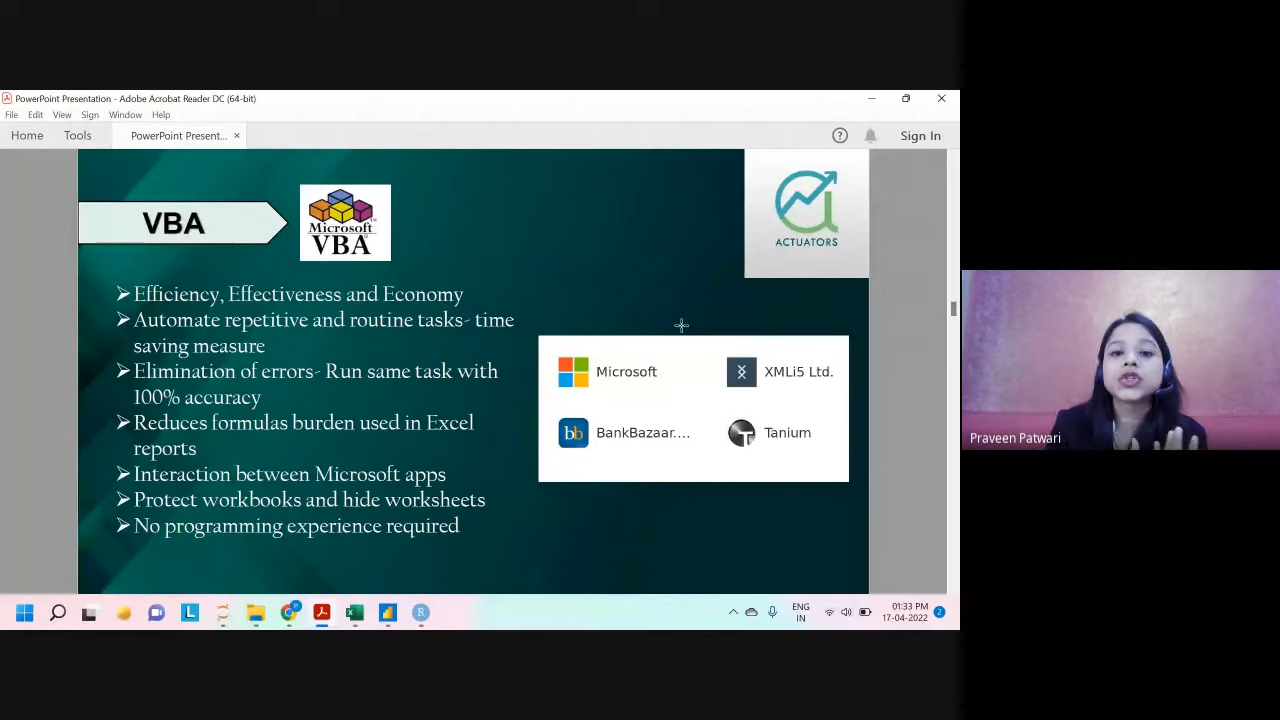 PowerPoint Presentation - Adobe Acrobat Reader DC (64-bit)
File Edit View Sign Window Help
Home Tools PowerPoint Present... × Sign In
VBA
Microsoft
VBA
ACTUATORS
➢Efficiency, Effectiveness and Economy
➢Automate repetitive and routine tasks- time
saving measure
➢Elimination of errors- Run same task with
100% accuracy
➢Reduces formulas burden used in Excel
reports
➢Interaction between Microsoft apps
➢Protect workbooks and hide worksheets
➢No programming experience required
Microsoft
XMLi5 Ltd.
bb BankBazaar....
T Tanium
Praveen Patwari
L
P
R
ENG
IN
01:33 PM
17-04-2022
2